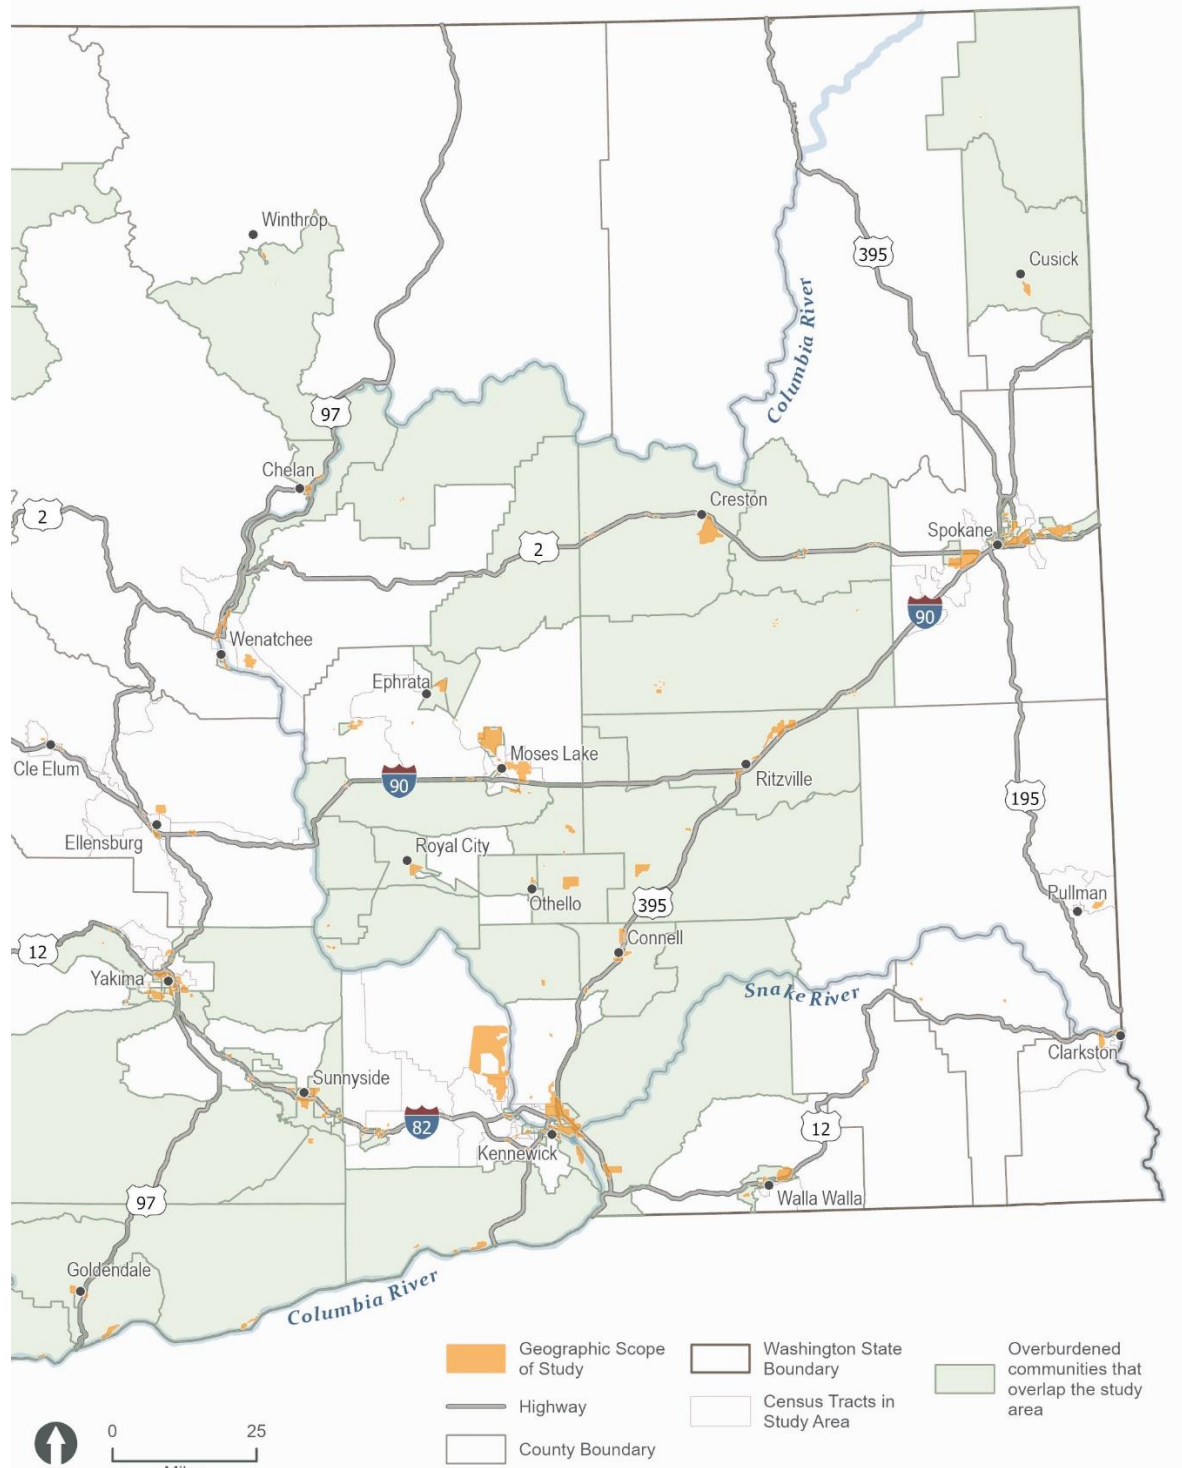 Winthrop
395
Cusick
Columbia River
97
Chelan
2
Creston
2
Spokane
90
Wenatchee
Ephrata
Moses Lake
Cle Elum
90
Ritzville
195
Ellensburg
Royal City
Pullman
Othello
395
12
Connell
Yakima
Snake River
Clarkston
Sunnyside
82
12
Kennewick
97
Walla Walla
Goldendale
Columbia River
Geographic Scope
of Study
Highway
County Boundary
Washington State
Boundary
Census Tracts in
Study Area
Overburdened
communities that
overlap the study
area
0 25